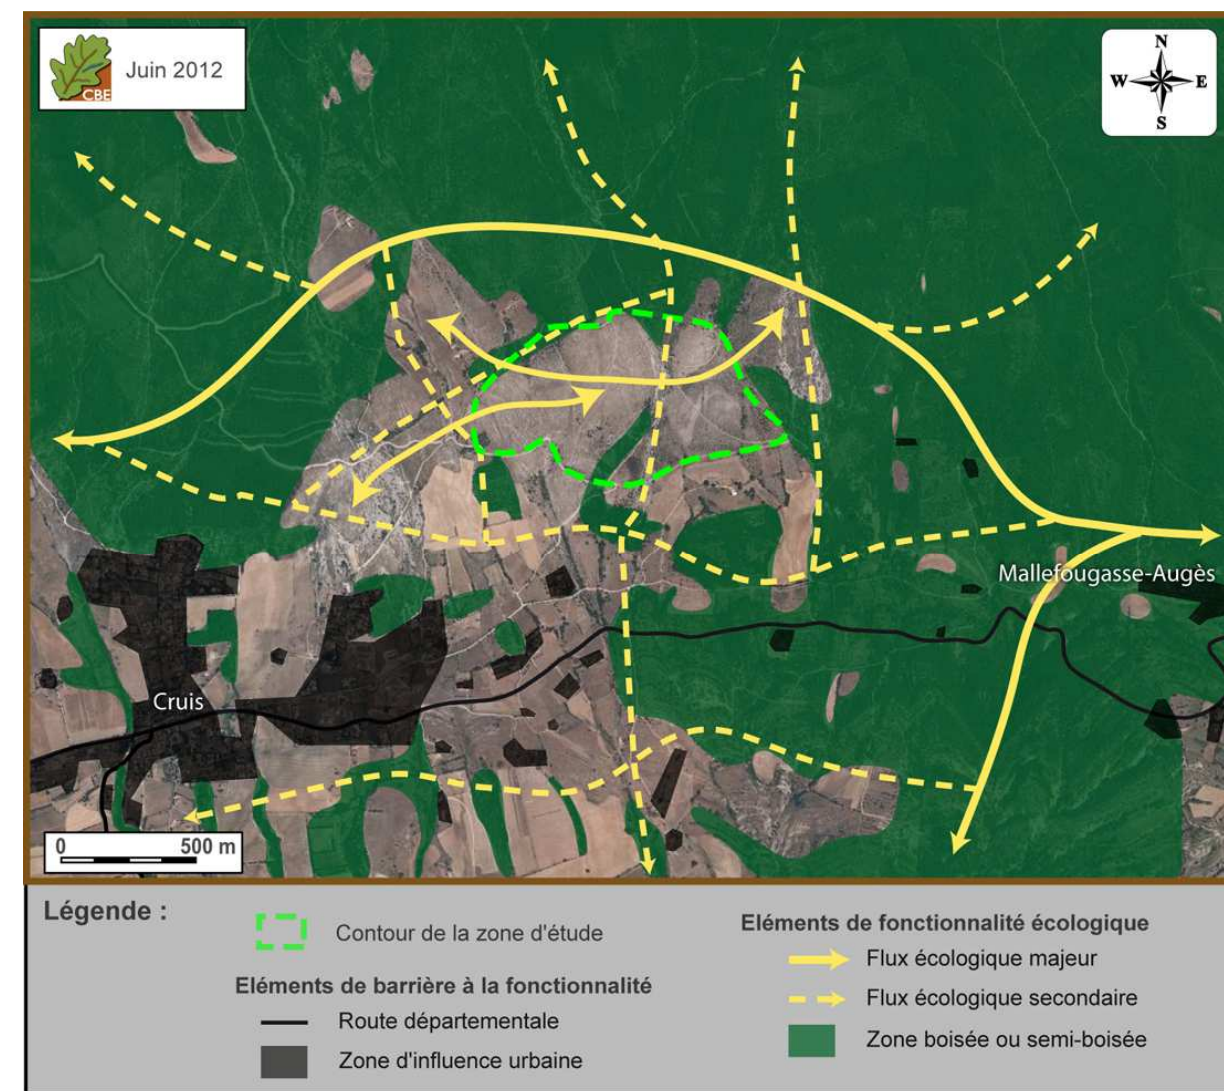 CBE
Juin 2012
N
W E
S
Mallefougasse-Augès
Cruis
0 500 m
Légende :
Contour de la zone d'étude
Eléments de barrière à la fonctionnalité
Route départementale
Zone d'influence urbaine
Eléments de fonctionnalité écologique
Flux écologique majeur
Flux écologique secondaire
Zone boisée ou semi-boisée